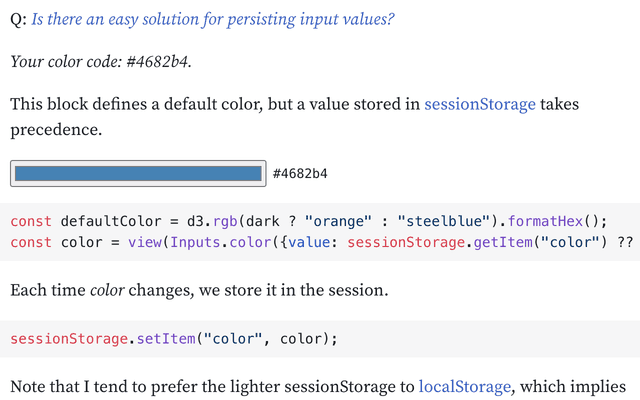 Q: Is there an easy solution for persisting input values?
Your color code: #4682b4.
This block defines a default color, but a value stored in sessionStorage takes
precedence.
#4682b4
const defaultColor = d3.rgb(dark ? "orange" : "steelblue").formatHex();
const color = view(Inputs.color({value: sessionStorage.getItem("color") ??
Each time color changes, we store it in the session.
sessionStorage.setItem("color", color);
Note that I tend to prefer the lighter sessionStorage to localStorage, which implies